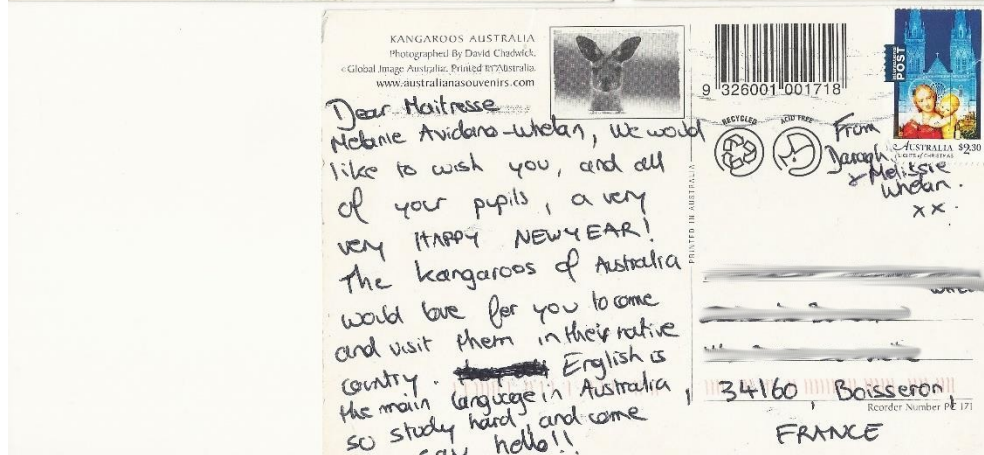 KANGAROOS AUSTRALIA
Photographed By David Chadwick.
Global Image Australia. Printed in Australia.
www.australianasouvenirs.com
Dear Maitresse
Melanie Avidano-Whelan, We would
like to wish you, and all
of your pupils, a very
very HAPPY NEW YEAR!
The kangaroos of Australia
would love for you to come
and visit them in their native
country. English is
the main language in Australia,
so study hard, and come
say hello!!
PRINTED IN AUSTRALIA
9 326001 001718
RECYCLED
ACID FREE
POST
AUSTRALIA $2.30
From
Daragh
& Melissie
Whelan.
xx.
34160, Boisseron,
Reorder Number PC 171
FRANCE